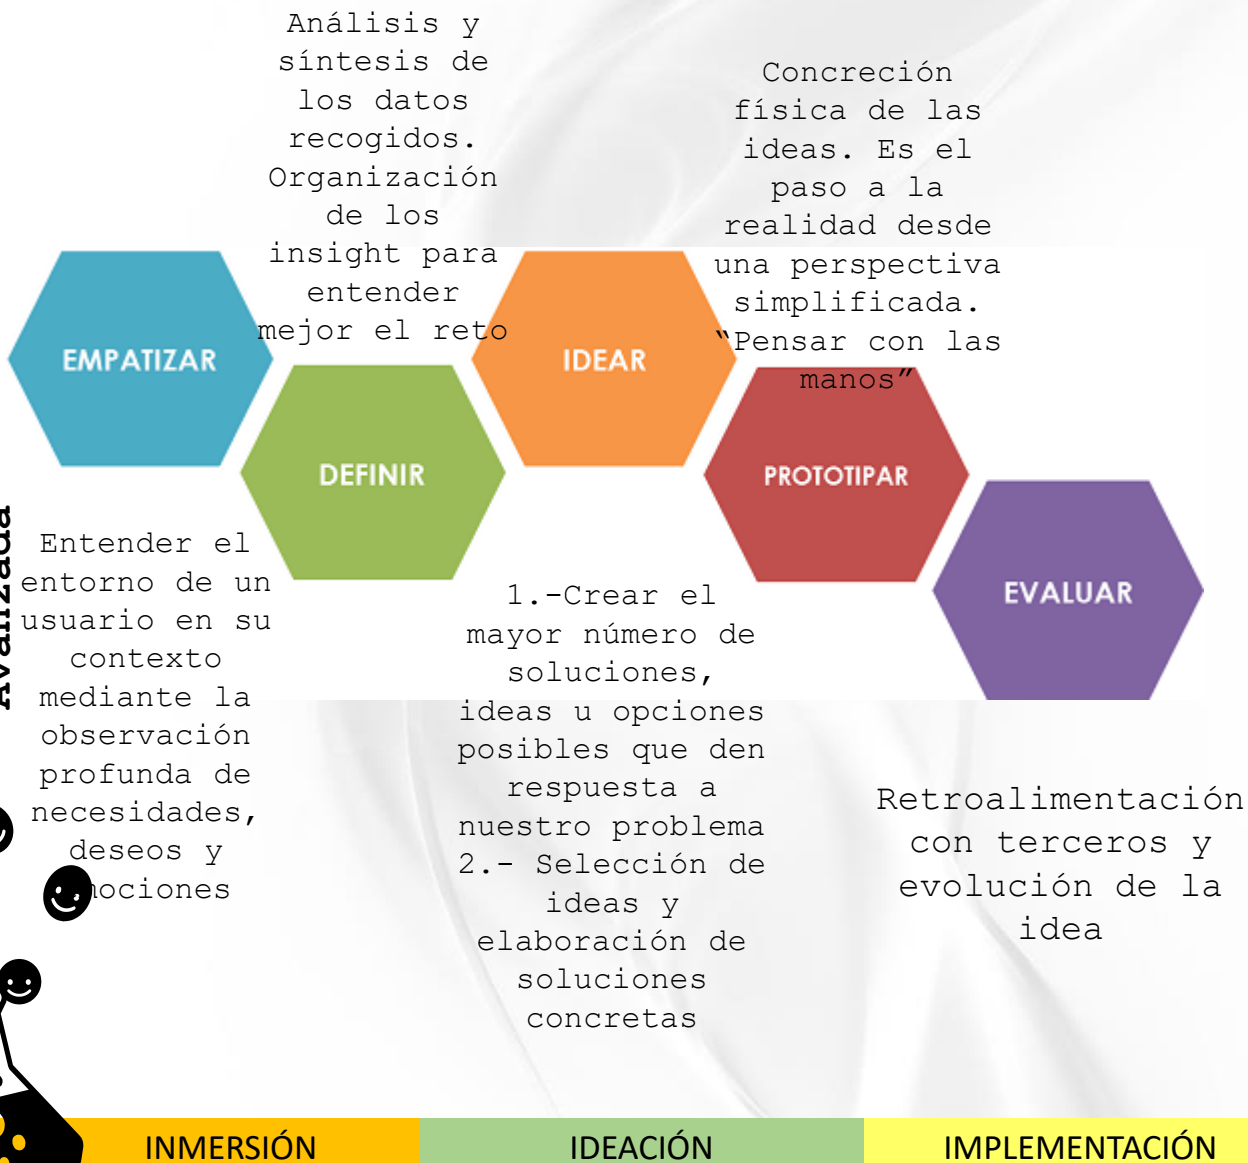 Análisis y
síntesis de
los datos
recogidos.
Organización
de los
insight para
entender
mejor el reto
Concreción
física de las
ideas. Es el
paso a la
realidad desde
una perspectiva
simplificada.
“Pensar con las
manos”
EMPATIZAR
IDEAR
DEFINIR
PROTOTIPAR
EVALUAR
Entender el
entorno de un
usuario en su
contexto
mediante la
observación
profunda de
necesidades,
deseos y
emociones
1.-Crear el
mayor número de
soluciones,
ideas u opciones
posibles que den
respuesta a
nuestro problema
2.- Selección de
ideas y
elaboración de
soluciones
concretas
Retroalimentación
con terceros y
evolución de la
idea
INMERSIÓN
IDEACIÓN
IMPLEMENTACIÓN